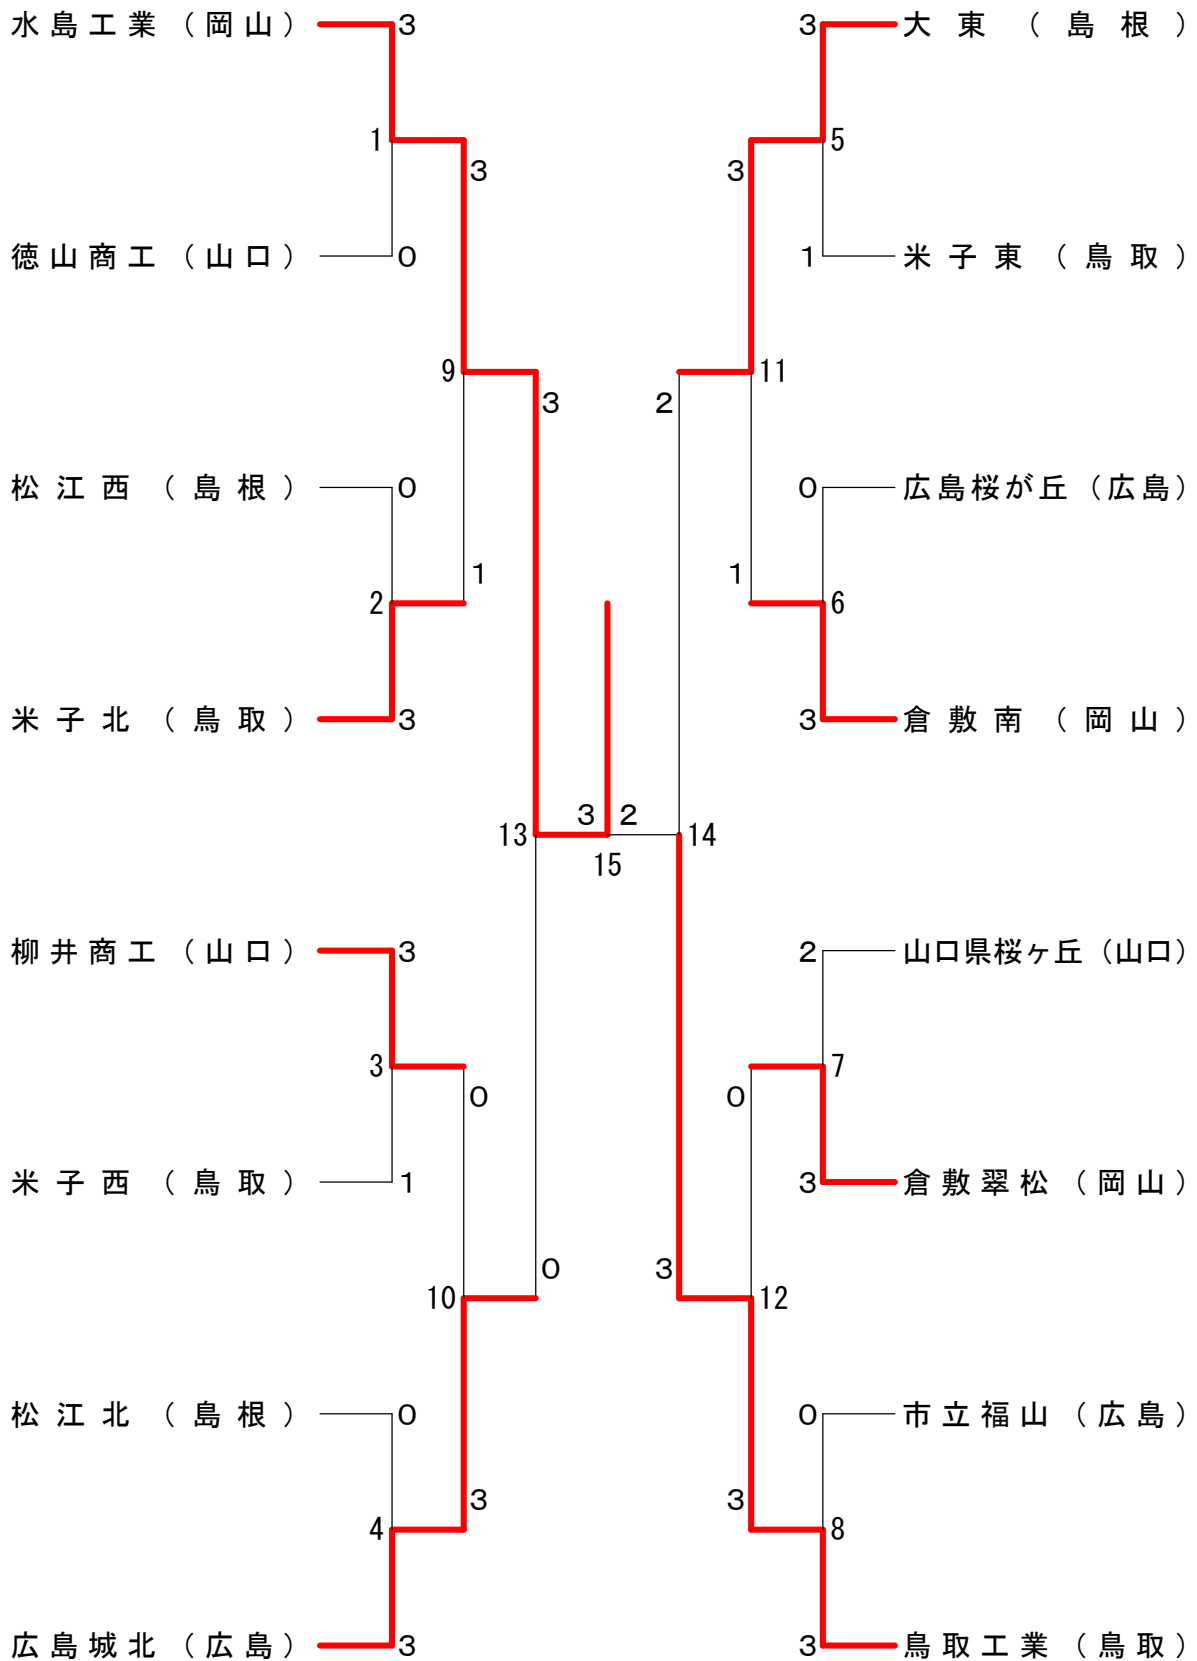 水島工業（岡山） 3 3 大東（島根）
1 5
3 3
徳山商工（山口） 0 1 米子東（鳥取）
9 11
3 2
松江西（島根） 0 0 広島桜が丘（広島）
1 1
2 6
米子北（鳥取） 3 3 倉敷南（岡山）
3 2
13 14
15
柳井商工（山口） 3 2 山口県桜ヶ丘（山口）
3 7
0 0
米子西（鳥取） 1 3 倉敷翠松（岡山）
0 3
10 12
松江北（島根） 0 0 市立福山（広島）
3 3
4 8
広島城北（広島） 3 3 鳥取工業（鳥取）